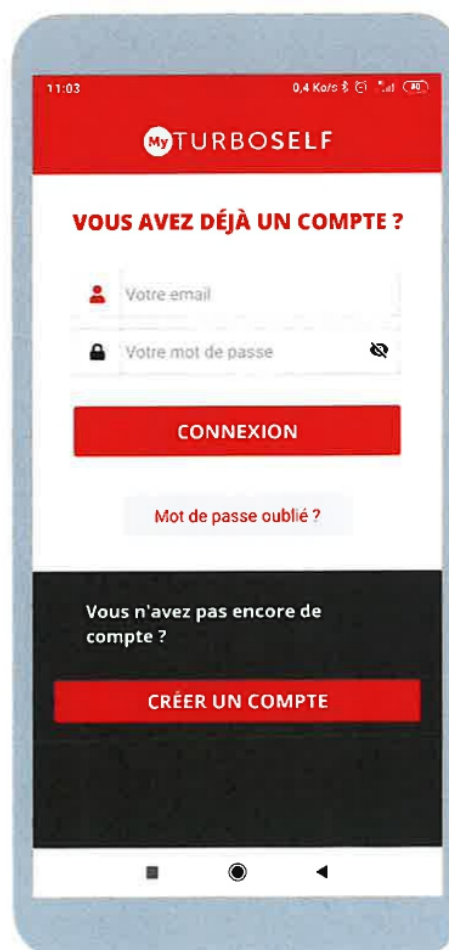 11:03 0,4 Ko/s 80
My TURBOSELF
VOUS AVEZ DÉJÀ UN COMPTE ?
Votre email
Votre mot de passe
CONNEXION
Mot de passe oublié ?
Vous n'avez pas encore de
compte ?
CRÉER UN COMPTE